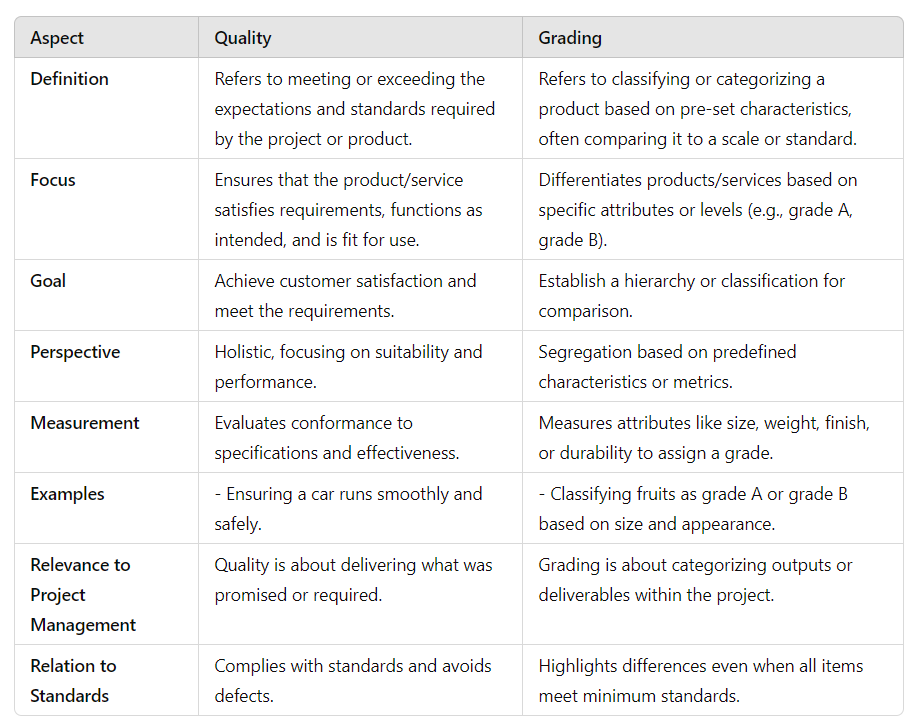 Aspect
Quality
Grading
Definition
Refers to meeting or exceeding the
expectations and standards required
by the project or product.
Refers to classifying or categorizing a
product based on pre-set characteristics,
often comparing it to a scale or standard.
Focus
Ensures that the product/service
satisfies requirements, functions as
intended, and is fit for use.
Differentiates products/services based on
specific attributes or levels (e.g., grade A,
grade B).
Goal
Achieve customer satisfaction and
meet the requirements.
Establish a hierarchy or classification for
comparison.
Perspective
Holistic, focusing on suitability and
performance.
Segregation based on predefined
characteristics or metrics.
Measurement
Evaluates conformance to
specifications and effectiveness.
Measures attributes like size, weight, finish,
or durability to assign a grade.
Examples
- Ensuring a car runs smoothly and
safely.
- Classifying fruits as grade A or grade B
based on size and appearance.
Relevance to
Project
Management
Quality is about delivering what was
promised or required.
Grading is about categorizing outputs or
deliverables within the project.
Relation to
Standards
Complies with standards and avoids
defects.
Highlights differences even when all items
meet minimum standards.